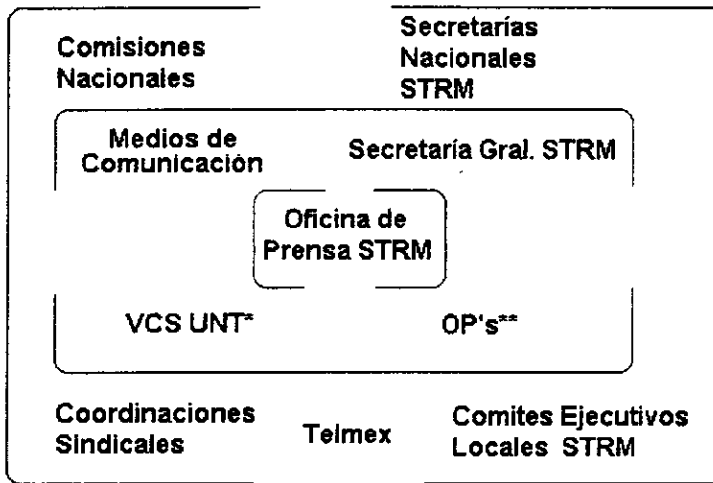 Comisiones
Nacionales
Secretarías
Nacionales
STRM
Medios de
Comunicación
Secretaría Gral. STRM
Oficina de
Prensa STRM
VCS UNT*
OP's**
Coordinaciones
Sindicales
Telmex
Comites Ejecutivos
Locales STRM